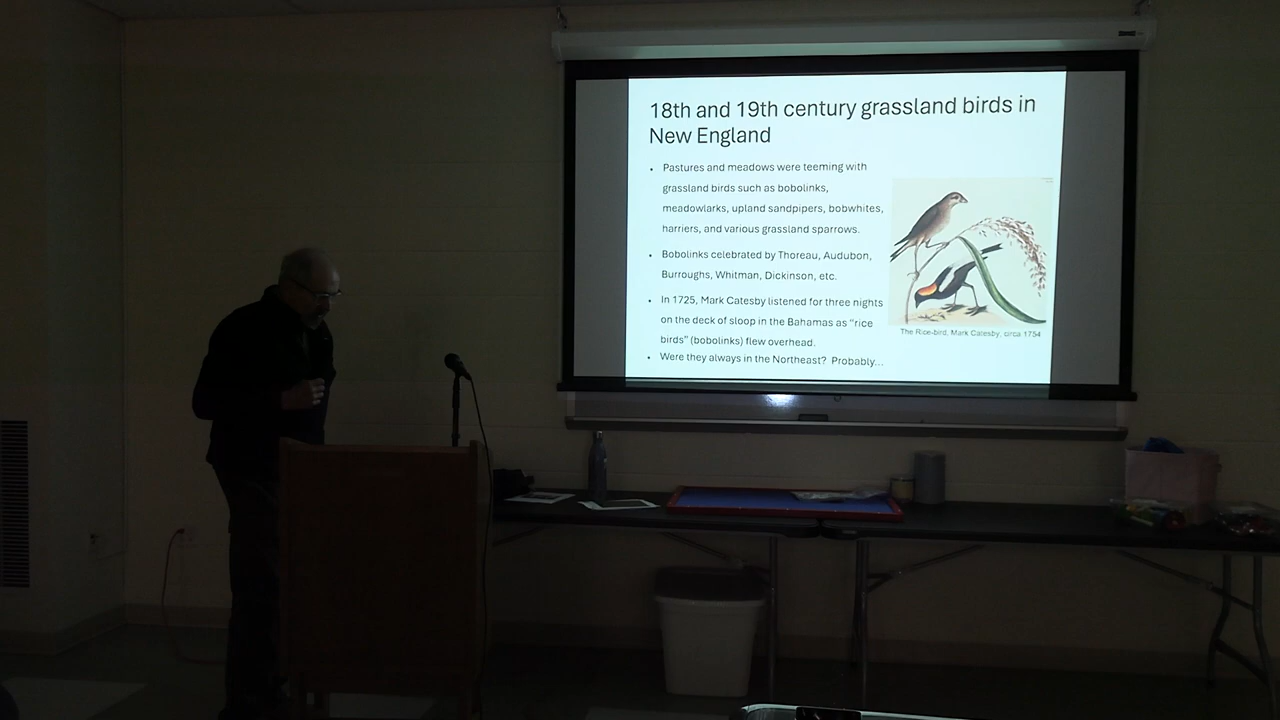 18th and 19th century grassland birds in
New England
• Pastures and meadows were teeming with
grassland birds such as bobolinks,
meadowlarks, upland sandpipers, bobwhites,
harriers, and various grassland sparrows.
• Bobolinks celebrated by Thoreau, Audubon,
Burroughs, Whitman, Dickinson, etc.
• In 1725, Mark Catesby listened for three nights
on the deck of sloop in the Bahamas as “rice
birds” (bobolinks) flew overhead.
• Were they always in the Northeast? Probably...
The Rice-bird, Mark Catesby, circa 1754